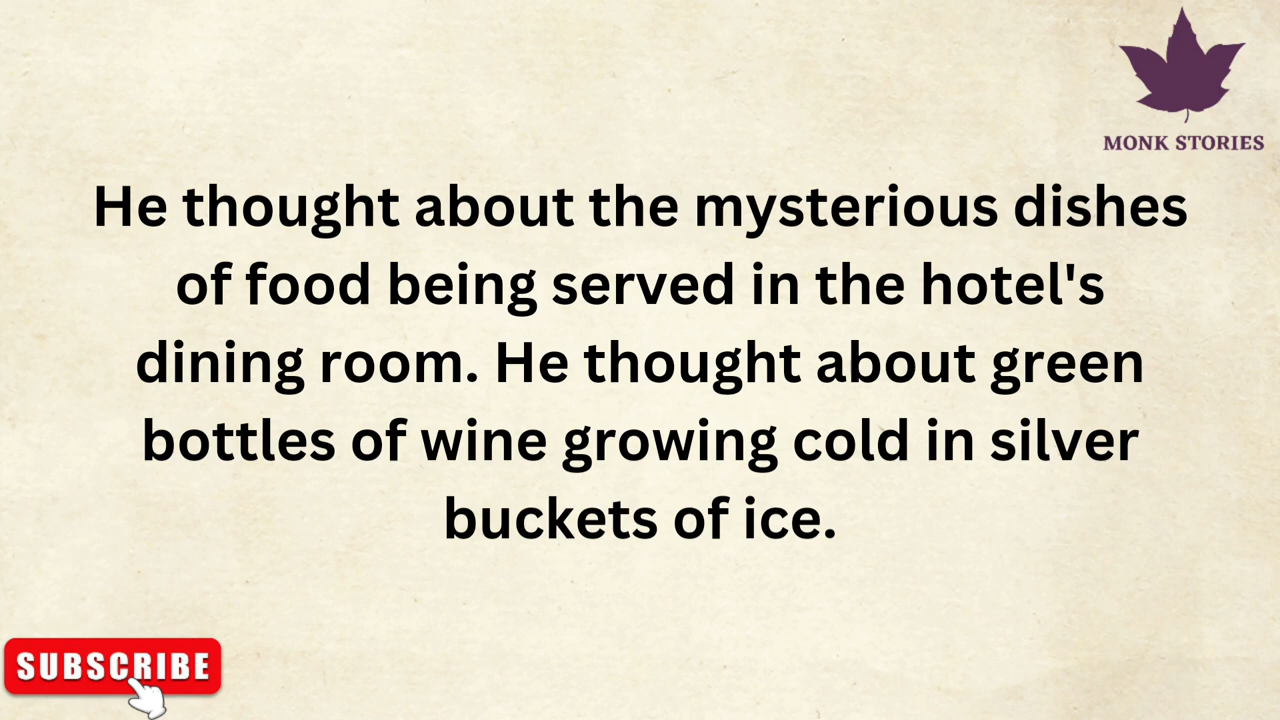 MONK STORIES
He thought about the mysterious dishes
of food being served in the hotel's
dining room. He thought about green
bottles of wine growing cold in silver
buckets of ice.
SUBSCRIBE